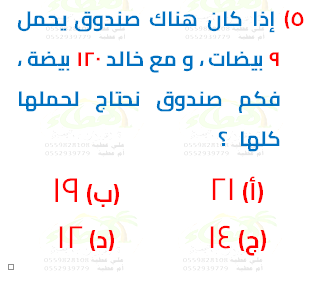 ٥) إذا كان هناك صندوق يحمل
٩ بيضات ، و مع خالد ١٢٠ بيضة ،
فكم صندوق نحتاج لحملها
كلها ؟
(أ) ٢١ (ب) ١٩
(ج) ١٤ (د) ١٢